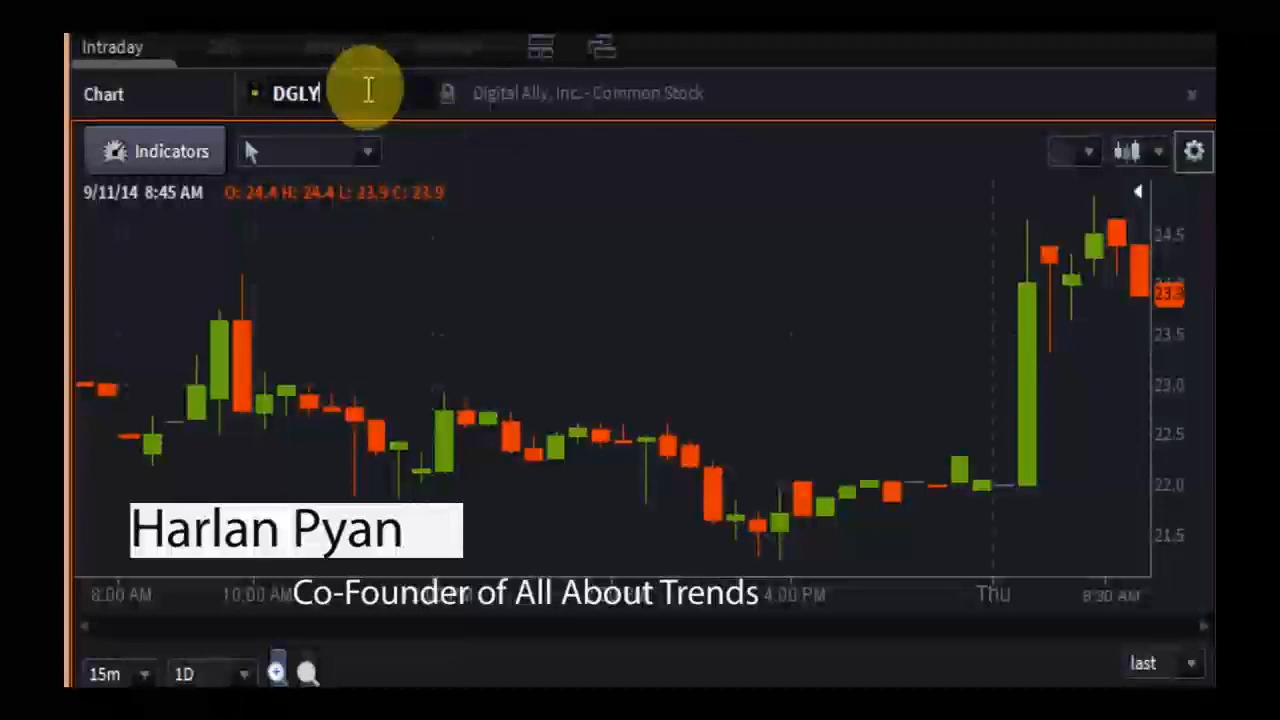 Intraday
Chart DGLY Digital Ally, Inc. - Common Stock
Indicators
9/11/14 8:45 AM O: 24.4 H: 24.4 L: 23.9 C: 23.9
24.5
23.9
23.5
23.0
22.5
22.0
21.5
Harlan Pyan
Co-Founder of All About Trends
8:00 AM 10:00 AM 4:00 PM Thu 8:30 AM
15m 1D last